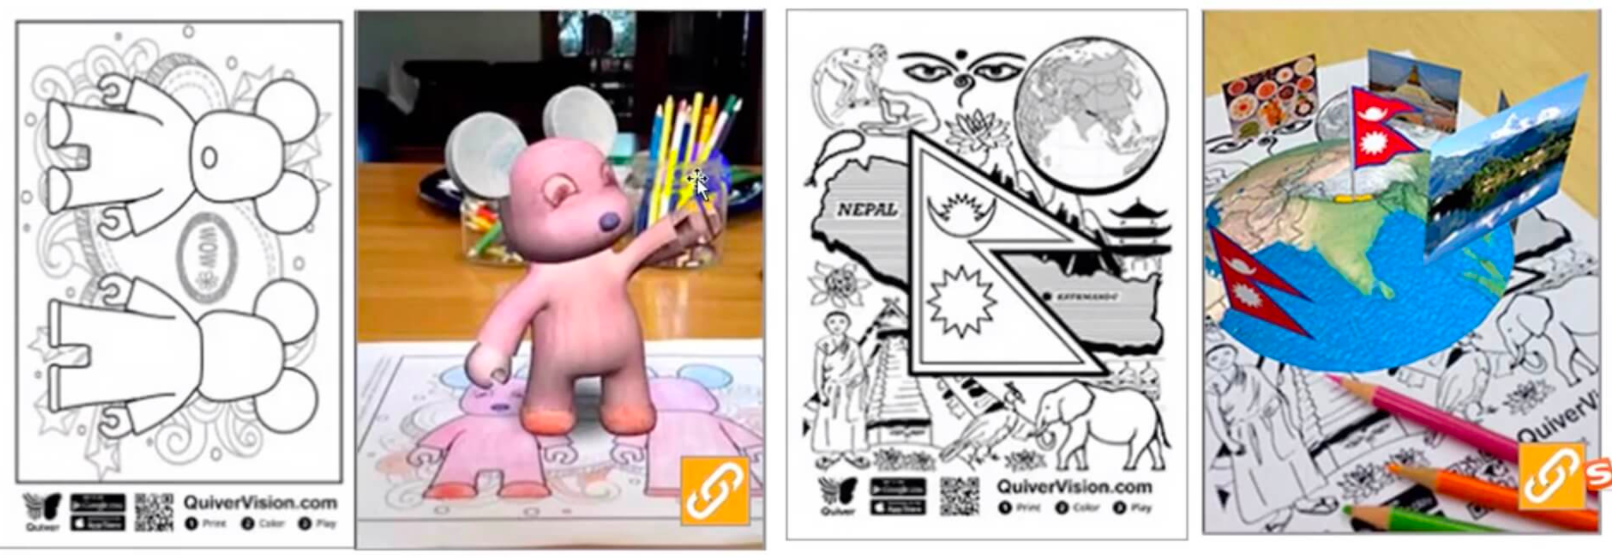 WOW
Quiver
QuiverVision.com
1 Print 2 Color 3 Play
NEPAL
KATHMANDU
Quiver
QuiverVision.com
1 Print 2 Color 3 Play
QuiverVi
S